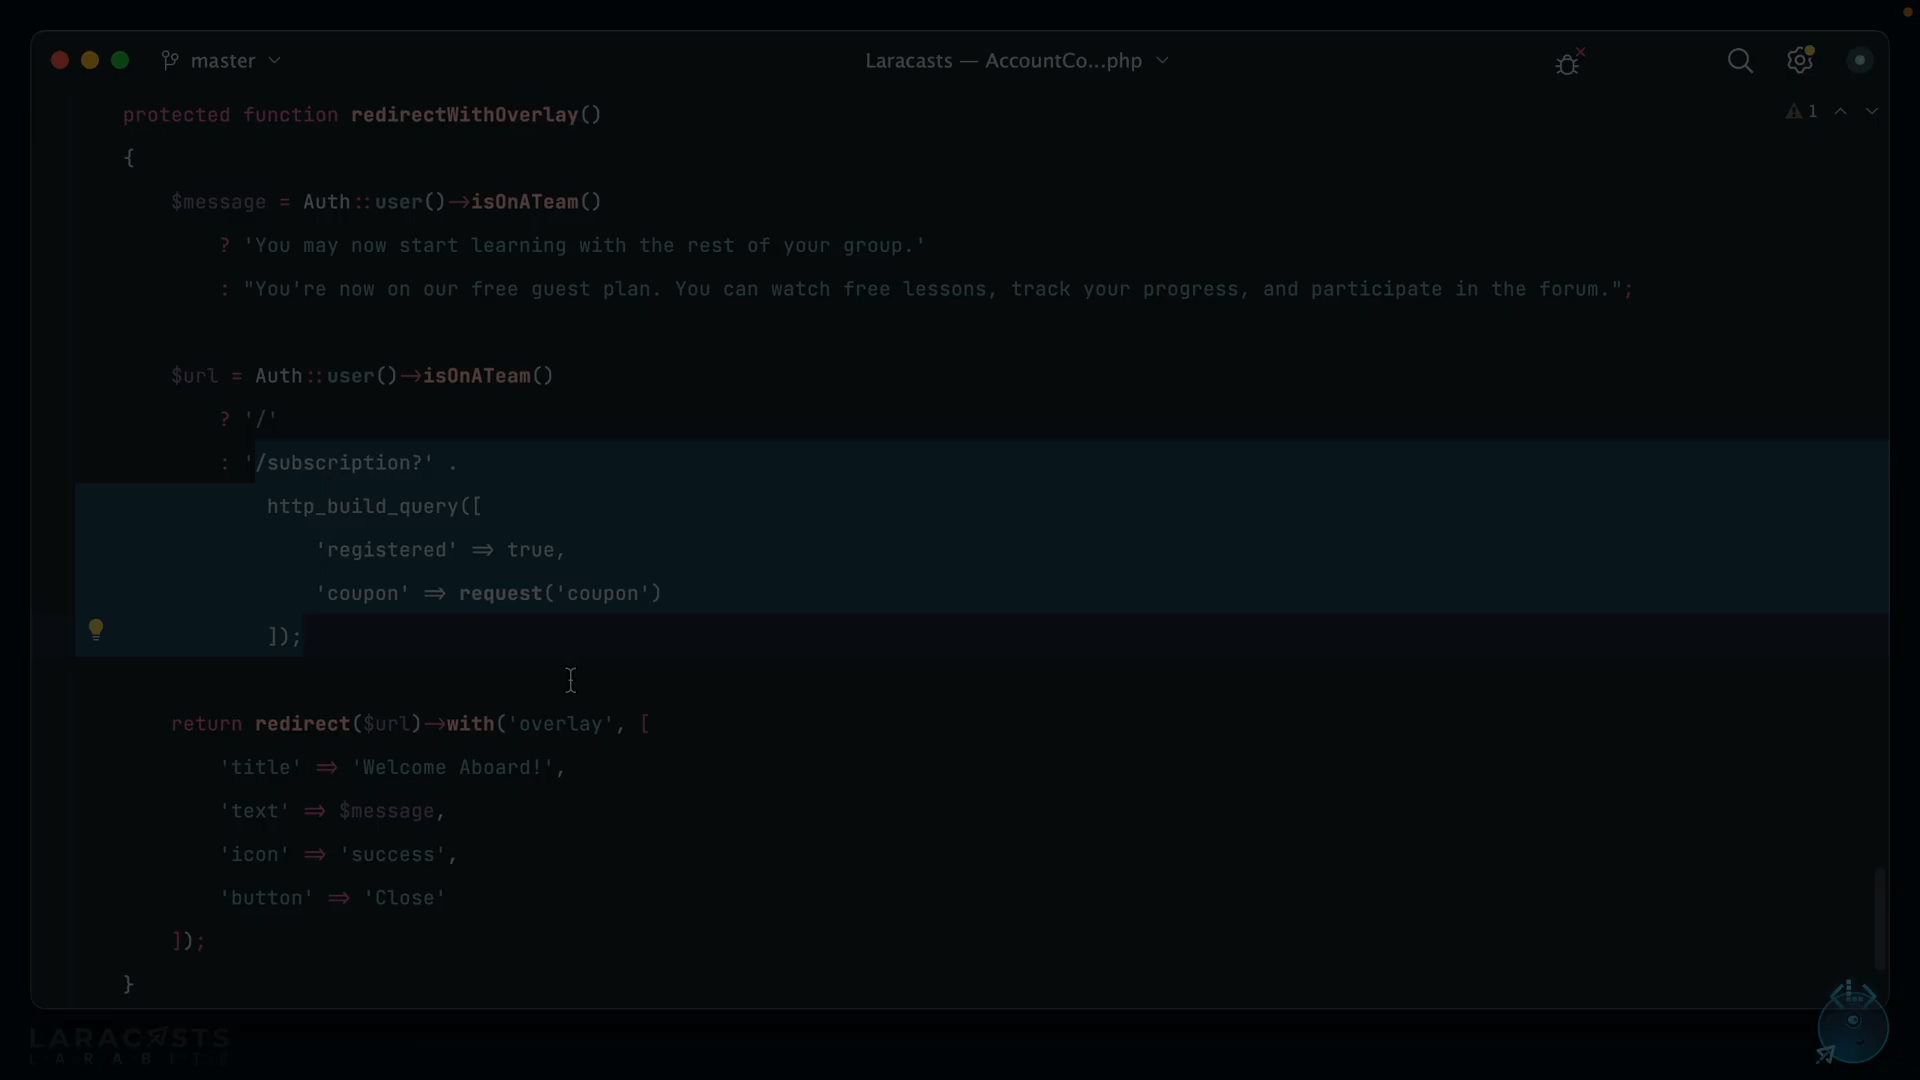 master
Laracasts — AccountCo...php
protected function redirectWithOverlay()
1
{
$message = Auth::user()->isOnATeam()
? 'You may now start learning with the rest of your group.'
: "You're now on our free guest plan. You can watch free lessons, track your progress, and participate in the forum.";
$url = Auth::user()->isOnATeam()
? '/'
: '/subscription?' .
http_build_query([
'registered' => true,
'coupon' => request('coupon')
]);
return redirect($url)->with('overlay', [
'title' => 'Welcome Aboard!',
'text' => $message,
'icon' => 'success',
'button' => 'Close'
]);
}
LARACASTS
LARABITS